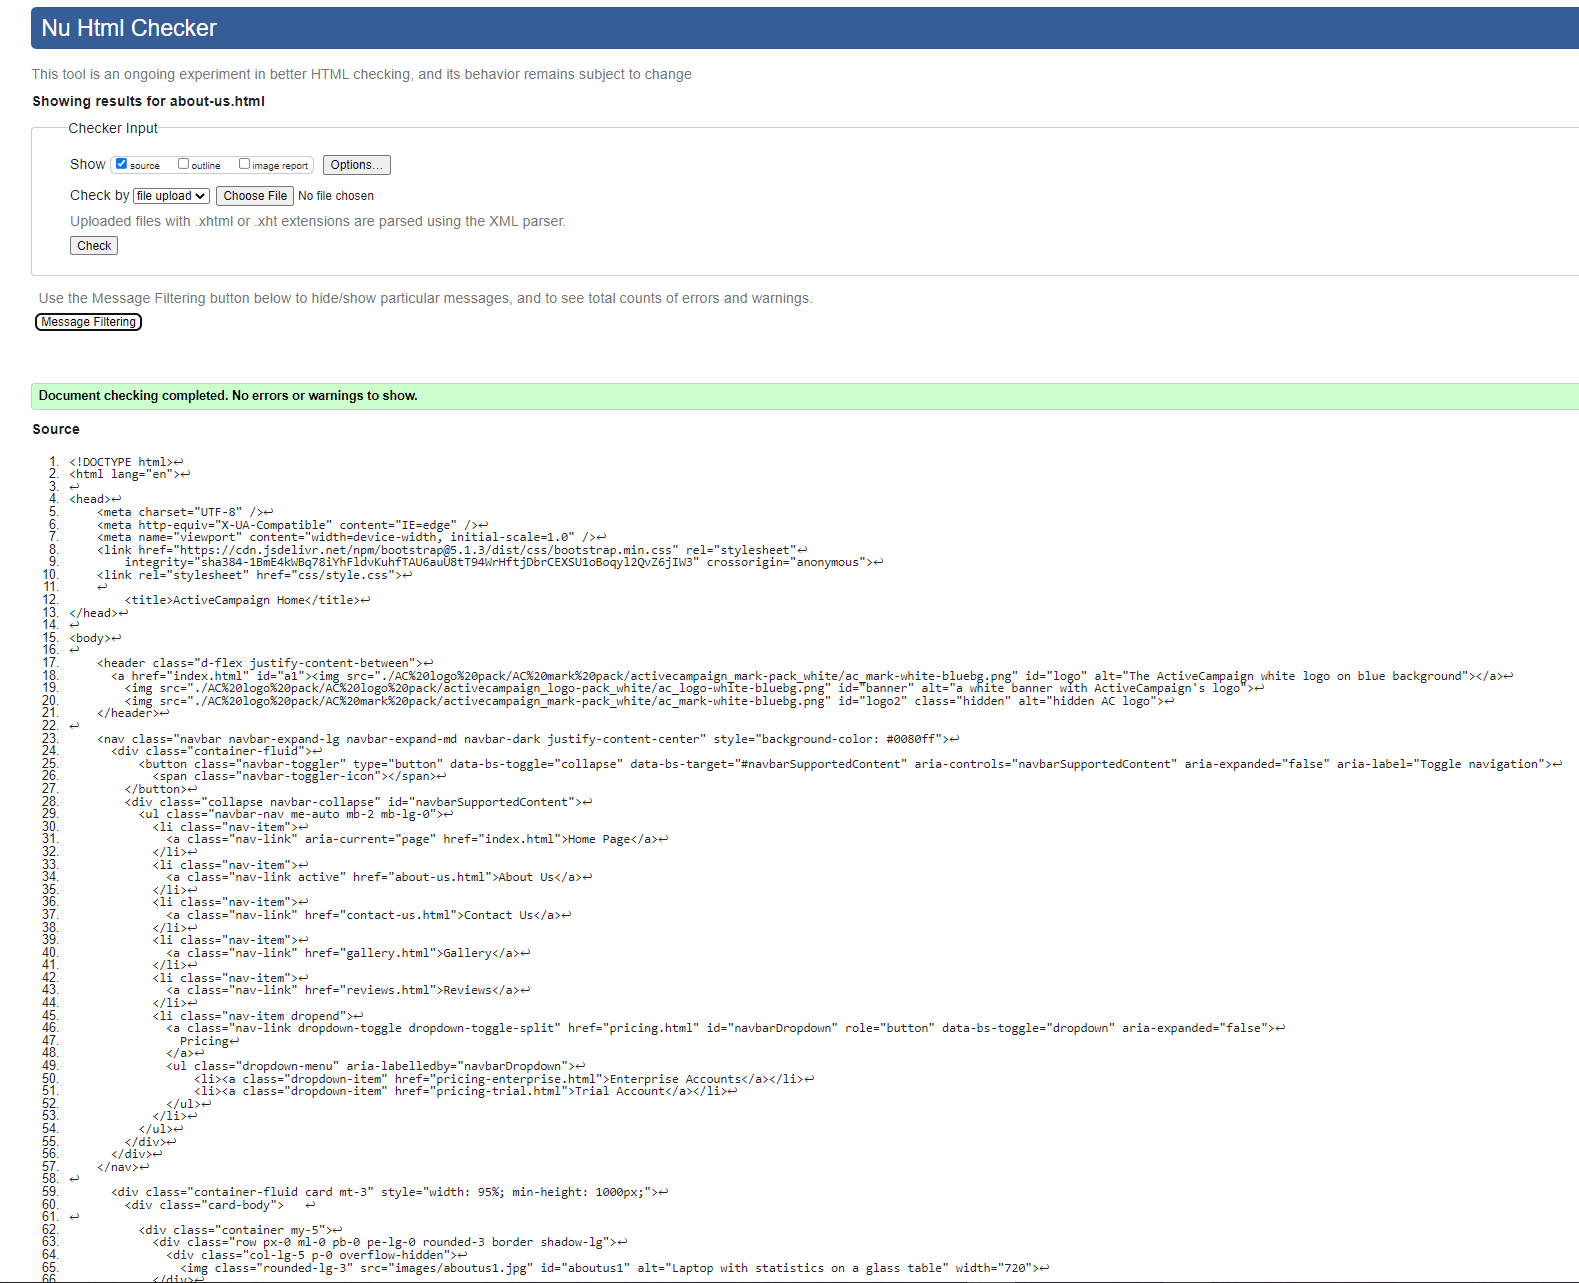 Nu Html Checker
This tool is an ongoing experiment in better HTML checking, and its behavior remains subject to change
Showing results for about-us.html
Checker Input
Show source outline image report Options...
Check by file upload Choose File No file chosen
Uploaded files with .xhtml or .xht extensions are parsed using the XML parser.
Check
Use the Message Filtering button below to hide/show particular messages, and to see total counts of errors and warnings.
Message Filtering
Document checking completed. No errors or warnings to show.
Source
1. <!DOCTYPE html>↩
2. <html lang="en">↩
3. ↩
4. <head>↩
5. <meta charset="UTF-8" />↩
6. <meta http-equiv="X-UA-Compatible" content="IE=edge" />↩
7. <meta name="viewport" content="width=device-width, initial-scale=1.0" />↩
8. <link href="https://cdn.jsdelivr.net/npm/bootstrap@5.1.3/dist/css/bootstrap.min.css" rel="stylesheet"↩
9. integrity="sha384-1BmE4kWBq78iYhFldvKuhfTAU6auU8tT94WrHftjDbrCEXSU1oBoqyl2QvZ6jIW3" crossorigin="anonymous">↩
10. <link rel="stylesheet" href="css/style.css">↩
11. ↩
12. <title>ActiveCampaign Home</title>↩
13. </head>↩
14. ↩
15. <body>↩
16. ↩
17. <header class="d-flex justify-content-between">↩
18. <a href="index.html" id="a1"><img src="./AC%20logo%20pack/AC%20mark%20pack/activecampaign_mark-pack_white/ac_mark-white-bluebg.png" id="logo" alt="The ActiveCampaign white logo on blue background"></a>↩
19. <img src="./AC%20logo%20pack/AC%20logo%20pack/activecampaign_logo-pack_white/ac_logo-white-bluebg.png" id="banner" alt="a white banner with ActiveCampaign's logo">↩
20. <img src="./AC%20logo%20pack/AC%20mark%20pack/activecampaign_mark-pack_white/ac_mark-white-bluebg.png" id="logo2" class="hidden" alt="hidden AC logo">↩
21. </header>↩
22. ↩
23. <nav class="navbar navbar-expand-lg navbar-expand-md navbar-dark justify-content-center" style="background-color: #0080ff">↩
24. <div class="container-fluid">↩
25. <button class="navbar-toggler" type="button" data-bs-toggle="collapse" data-bs-target="#navbarSupportedContent" aria-controls="navbarSupportedContent" aria-expanded="false" aria-label="Toggle navigation">↩
26. <span class="navbar-toggler-icon"></span>↩
27. </button>↩
28. <div class="collapse navbar-collapse" id="navbarSupportedContent">↩
29. <ul class="navbar-nav me-auto mb-2 mb-lg-0">↩
30. <li class="nav-item">↩
31. <a class="nav-link" aria-current="page" href="index.html">Home Page</a>↩
32. </li>↩
33. <li class="nav-item">↩
34. <a class="nav-link active" href="about-us.html">About Us</a>↩
35. </li>↩
36. <li class="nav-item">↩
37. <a class="nav-link" href="contact-us.html">Contact Us</a>↩
38. </li>↩
39. <li class="nav-item">↩
40. <a class="nav-link" href="gallery.html">Gallery</a>↩
41. </li>↩
42. <li class="nav-item">↩
43. <a class="nav-link" href="reviews.html">Reviews</a>↩
44. </li>↩
45. <li class="nav-item dropend">↩
46. <a class="nav-link dropdown-toggle dropdown-toggle-split" href="pricing.html" id="navbarDropdown" role="button" data-bs-toggle="dropdown" aria-expanded="false">↩
47. Pricing↩
48. </a>↩
49. <ul class="dropdown-menu" aria-labelledby="navbarDropdown">↩
50. <li><a class="dropdown-item" href="pricing-enterprise.html">Enterprise Accounts</a></li>↩
51. <li><a class="dropdown-item" href="pricing-trial.html">Trial Account</a></li>↩
52. </ul>↩
53. </li>↩
54. </ul>↩
55. </div>↩
56. </div>↩
57. </nav>↩
58. ↩
59. <div class="container-fluid card mt-3" style="width: 95%; min-height: 1000px;">↩
60. <div class="card-body"> ↩
61. ↩
62. <div class="container my-5">↩
63. <div class="row px-0 ml-0 pb-0 pe-lg-0 rounded-3 border shadow-lg">↩
64. <div class="col-lg-5 p-0 overflow-hidden">↩
65. <img class="rounded-lg-3" src="images/aboutus1.jpg" id="aboutus1" alt="Laptop with statistics on a glass table" width="720">↩
66. </div>↩